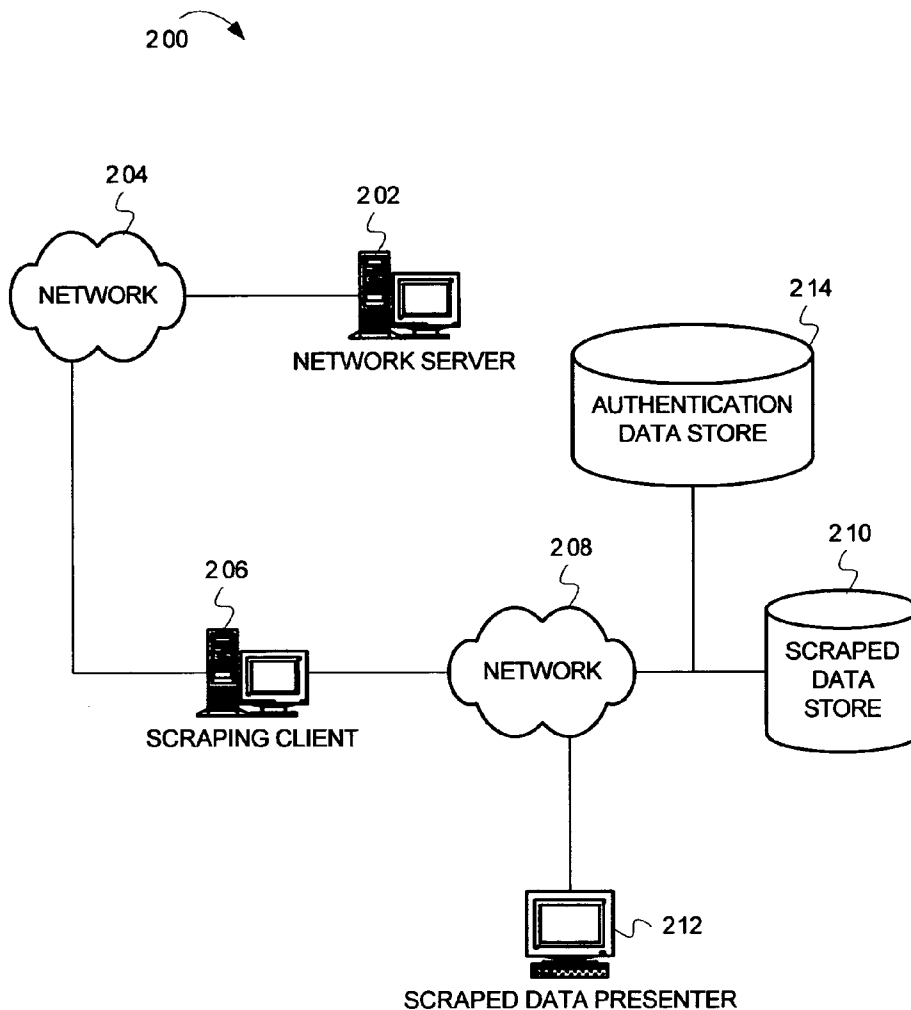 200
204
202
NETWORK
NETWORK SERVER
214
AUTHENTICATION
DATA STORE
206
208
210
NETWORK
SCRAPED
DATA
STORE
SCRAPING CLIENT
212
SCRAPED DATA PRESENTER